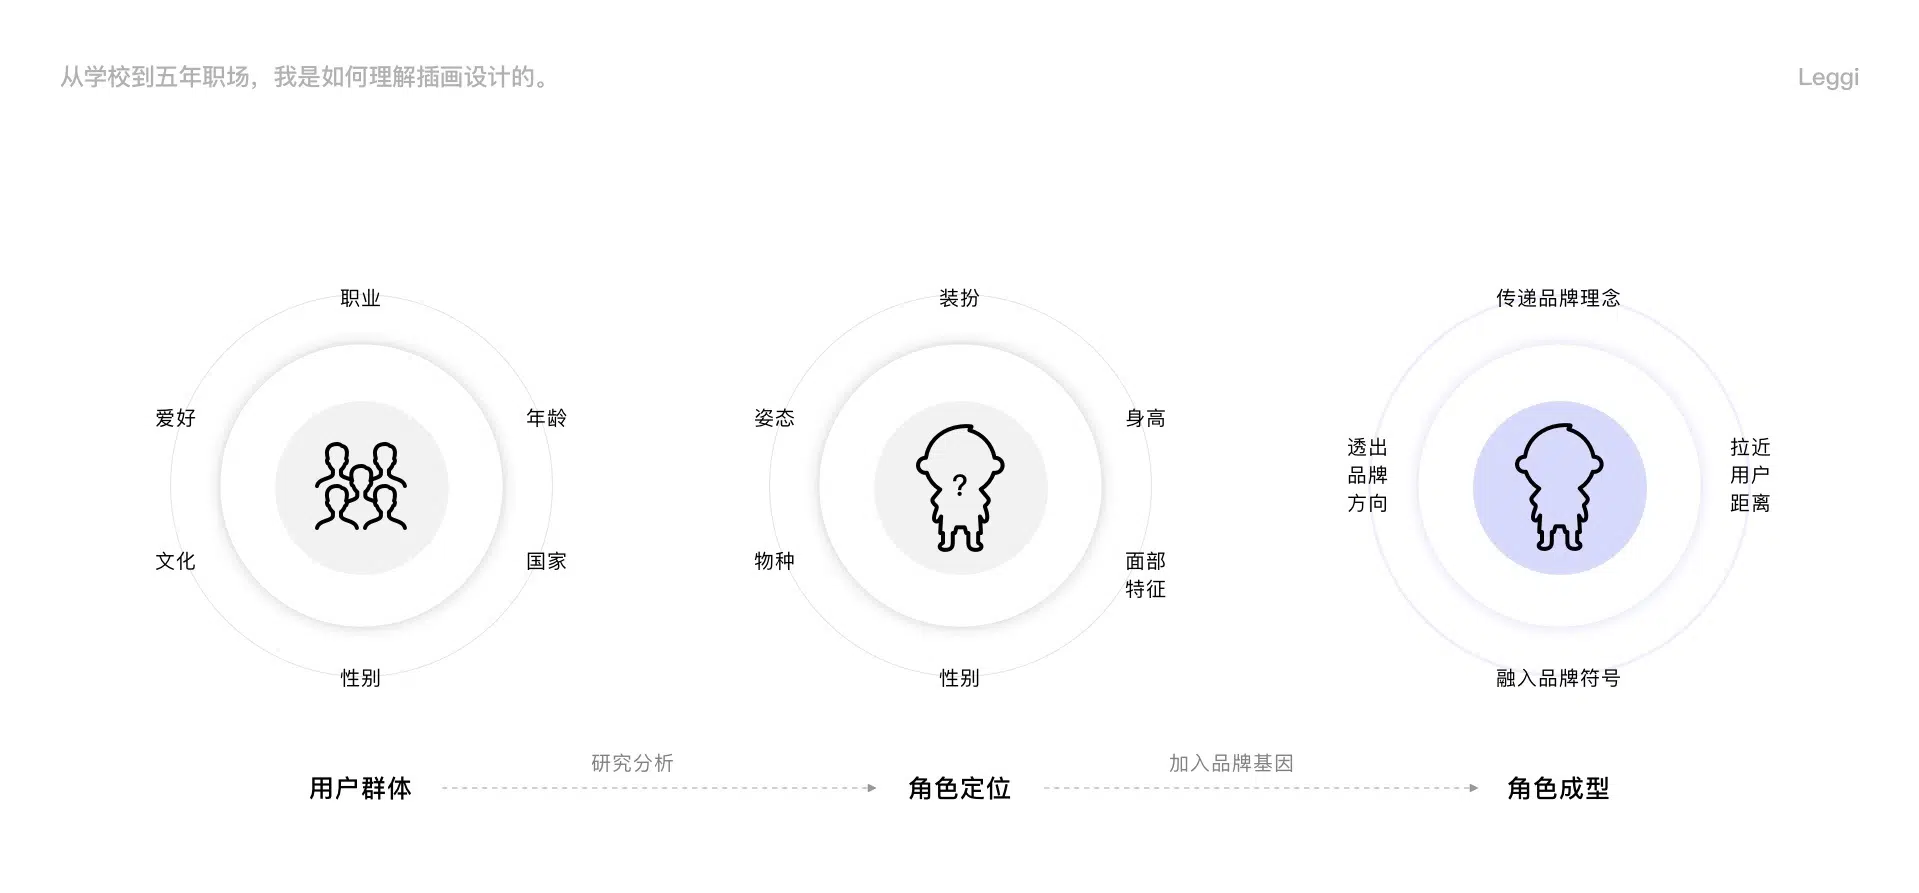 从学校到五年职场，我是如何理解插画设计的。
Leggi
职业
爱好
年龄
文化
国家
性别
装扮
姿态
身高
?
物种
面部
特征
性别
传递品牌理念
透出
品牌
方向
拉近
用户
距离
融入品牌符号
用户群体
研究分析
角色定位
加入品牌基因
角色成型